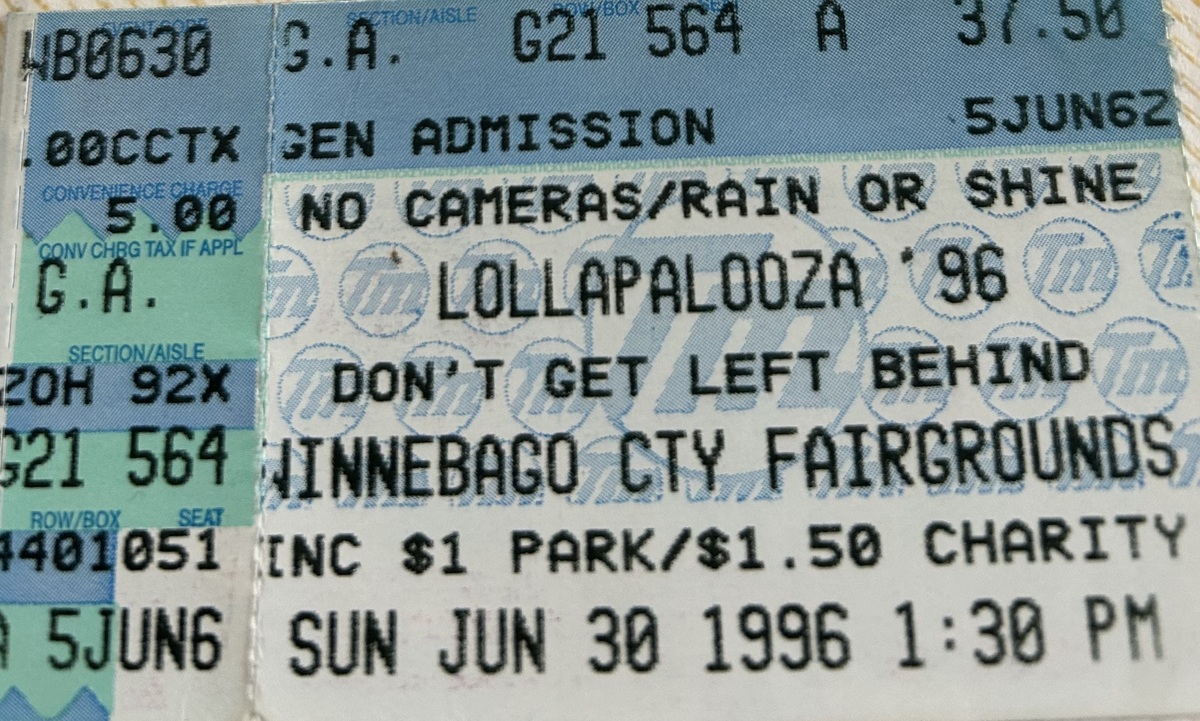 EVENT CODE SECTION/AISLE ROW/BOX SEAT
WB0630 G.A. G21 564 A 37.50
.00CCTX GEN ADMISSION 5JUN62
CONVENIENCE CHARGE
5.00 NO CAMERAS/RAIN OR SHINE
CONV CHRG TAX IF APPL
G.A. LOLLAPALOOZA '96
SECTION/AISLE
ZOH 92X DON'T GET LEFT BEHIND
G21 564 WINNEBAGO CTY FAIRGROUNDS
ROW/BOX SEAT
4401051 INC $1 PARK/$1.50 CHARITY
A 5JUN6 SUN JUN 30 1996 1:30 PM